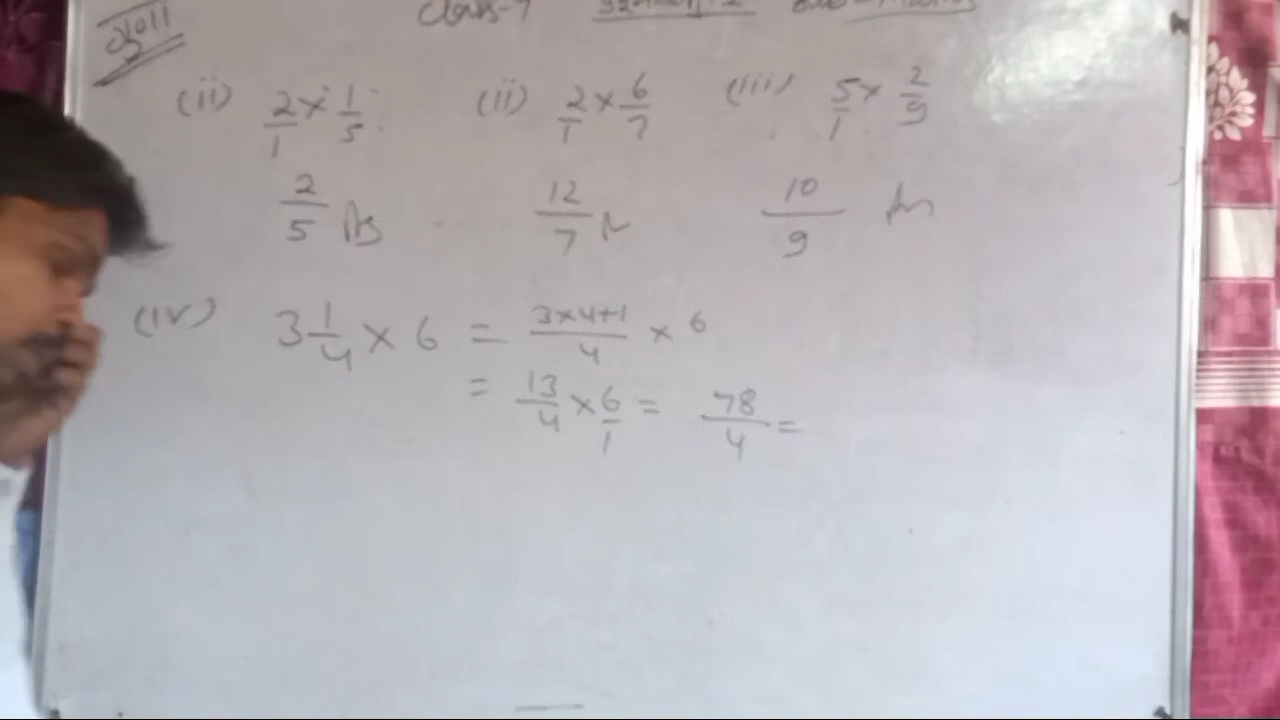 Class-7
(ii) 2/1 × 1/5 (ii) 2/1 × 6/7 (iii) 5/1 × 2/9
2/5 As 12/7 10/9 An
(iv) 3 1/4 × 6 = 3×4+1/4 × 6
= 13/4 × 6/1 = 78/4 =